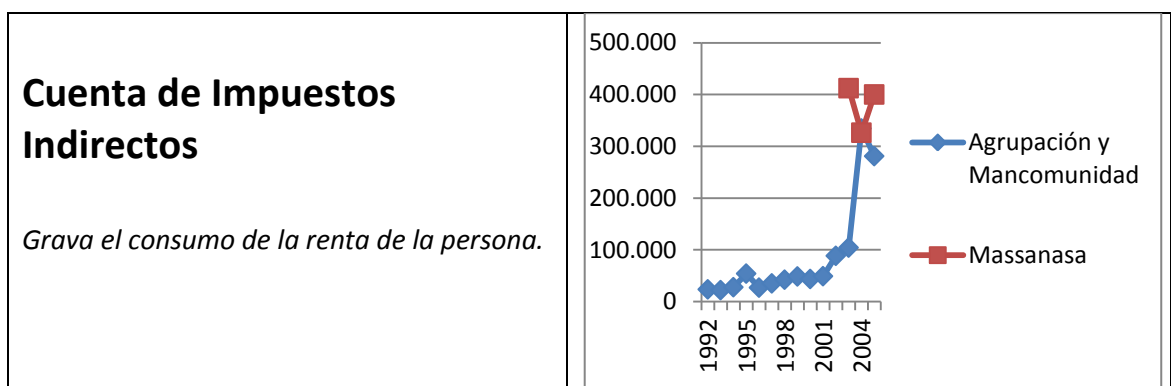 Cuenta de Impuestos
Indirectos
Grava el consumo de la renta de la persona.
500.000
400.000
300.000
200.000
100.000
0
1992
1995
1998
2001
2004
Agrupación y
Mancomunidad
Massanasa